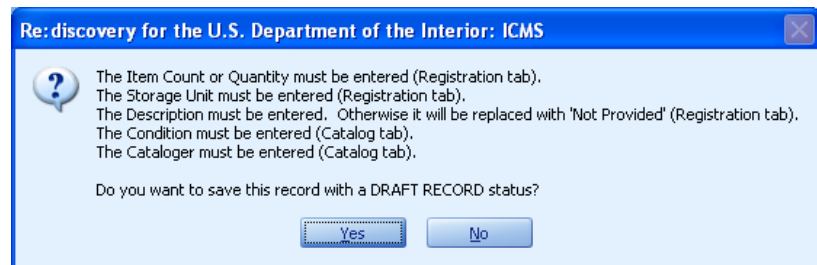 Re:discovery for the U.S. Department of the Interior: ICMS
The Item Count or Quantity must be entered (Registration tab).
The Storage Unit must be entered (Registration tab).
The Description must be entered.  Otherwise it will be replaced with 'Not Provided' (Registration tab).
The Condition must be entered (Catalog tab).
The Cataloger must be entered (Catalog tab).
Do you want to save this record with a DRAFT RECORD status?
Yes No